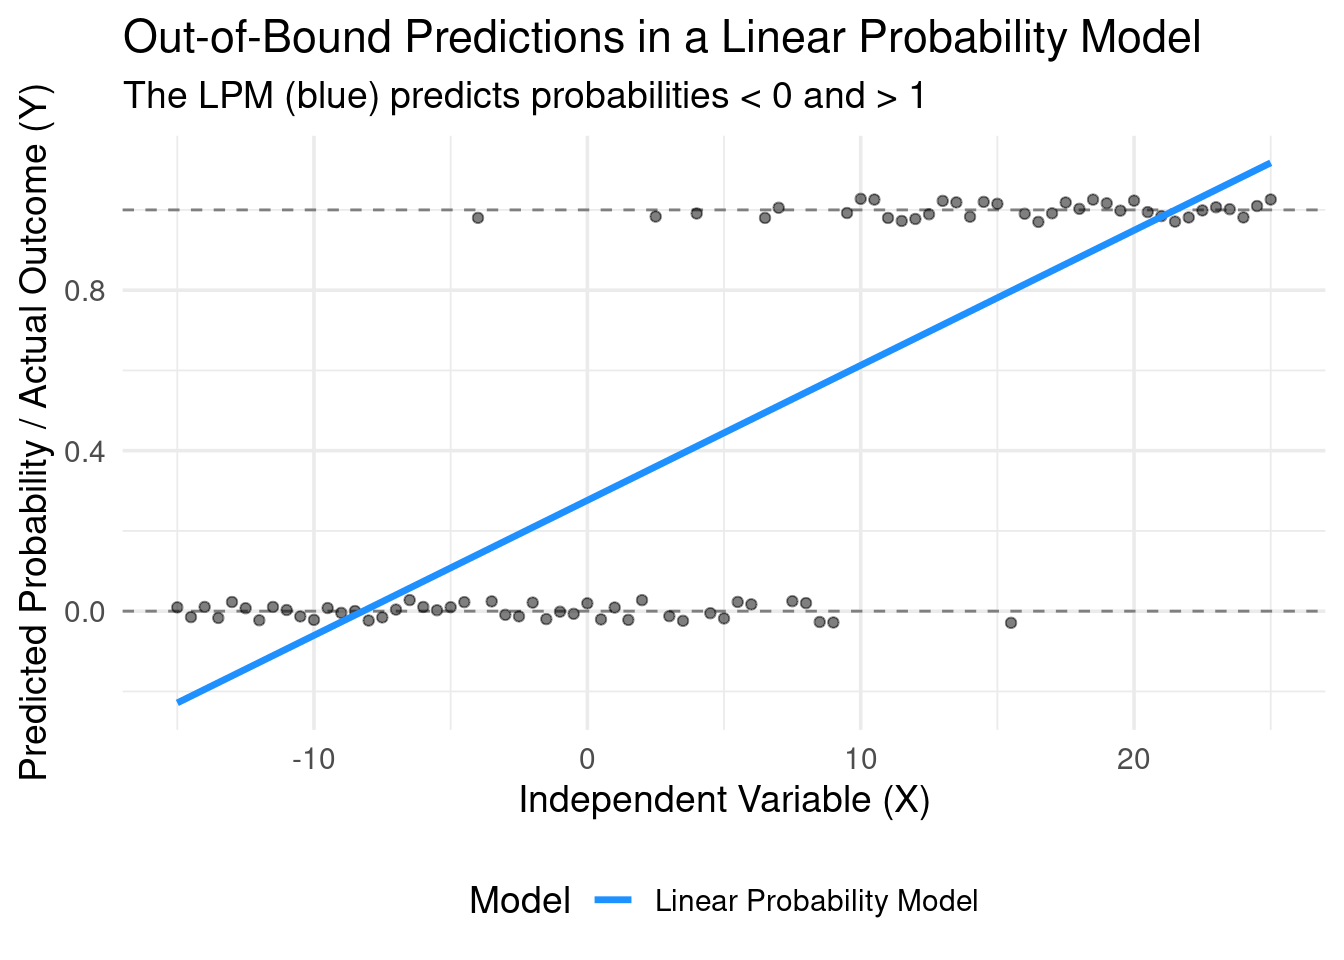 Out-of-Bound Predictions in a Linear Probability Model
The LPM (blue) predicts probabilities < 0 and > 1
Predicted Probability / Actual Outcome (Y)
0.8
0.4
0.0
-10 0 10 20
Independent Variable (X)
Model Linear Probability Model